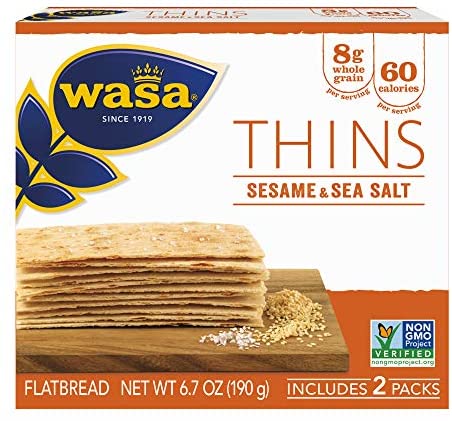 wasa®
SINCE 1919
8g
whole
grain
per serving
60
calories
per serving
THINS
SESAME & SEA SALT
NON
GMO
Project
VERIFIED
nongmoproject.org
FLATBREAD NET WT 6.7 OZ (190 g)
INCLUDES 2 PACKS